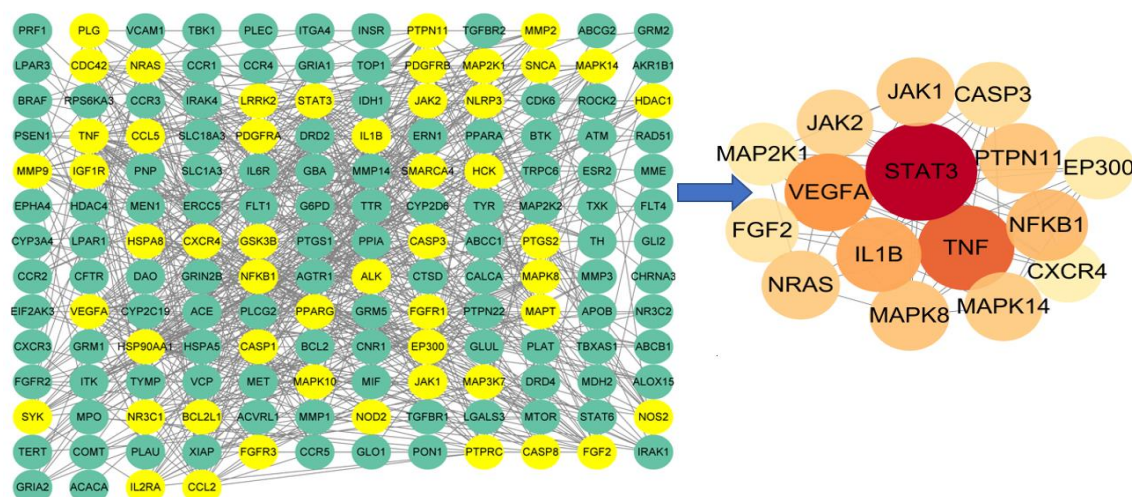 PRF1 PLG VCAM1 TBK1 PLEC ITGA4 INSR PTPN11 TGFBR2 MMP2 ABCG2 GRM2
LPAR3 CDC42 NRAS CCR1 CCR4 GRIA1 TOP1 PDGFRB MAP2K1 SNCA MAPK14 AKR1B1
BRAF RPS6KA3 CCR3 IRAK4 LRRK2 STAT3 IDH1 JAK2 NLRP3 CDK6 ROCK2 HDAC1
PSEN1 TNF CCL5 SLC18A3 PDGFRA DRD2 IL1B ERN1 PPARA BTK ATM RAD51
MMP9 IGF1R PNP SLC1A3 IL6R GBA MMP14 SMARCA4 HCK TRPC6 ESR2 MME
EPHA4 HDAC4 MEN1 ERCC5 FLT1 G6PD TTR CYP2D6 TYR MAP2K2 TXK FLT4
CYP3A4 LPAR1 HSPA8 CXCR4 GSK3B PTGS1 PPIA CASP3 ABCC1 PTGS2 TH GLI2
CCR2 CFTR DAO GRIN2B NFKB1 AGTR1 ALK CTSD CALCA MAPK8 MMP3 CHRNA3
EIF2AK3 VEGFA CYP2C19 ACE PLCG2 PPARG GRM5 FGFR1 PTPN22 MAPT APOB NR3C2
CXCR3 GRM1 HSP90AA1 HSPA5 CASP1 BCL2 CNR1 EP300 GLUL PLAT TBXAS1 ABCB1
FGFR2 ITK TYMP VCP MET MAPK10 MIF JAK1 MAP3K7 DRD4 MDH2 ALOX15
SYK MPO NR3C1 BCL2L1 ACVRL1 MMP1 NOD2 TGFBR1 LGALS3 MTOR STAT6 NOS2
TERT COMT PLAU XIAP FGFR3 CCR5 GLO1 PON1 PTPRC CASP8 FGF2 IRAK1
GRIA2 ACACA IL2RA CCL2
JAK1 CASP3
JAK2
MAP2K1 PTPN11 EP300
STAT3
VEGFA
FGF2 NFKB1
IL1B TNF
CXCR4
NRAS
MAPK8 MAPK14